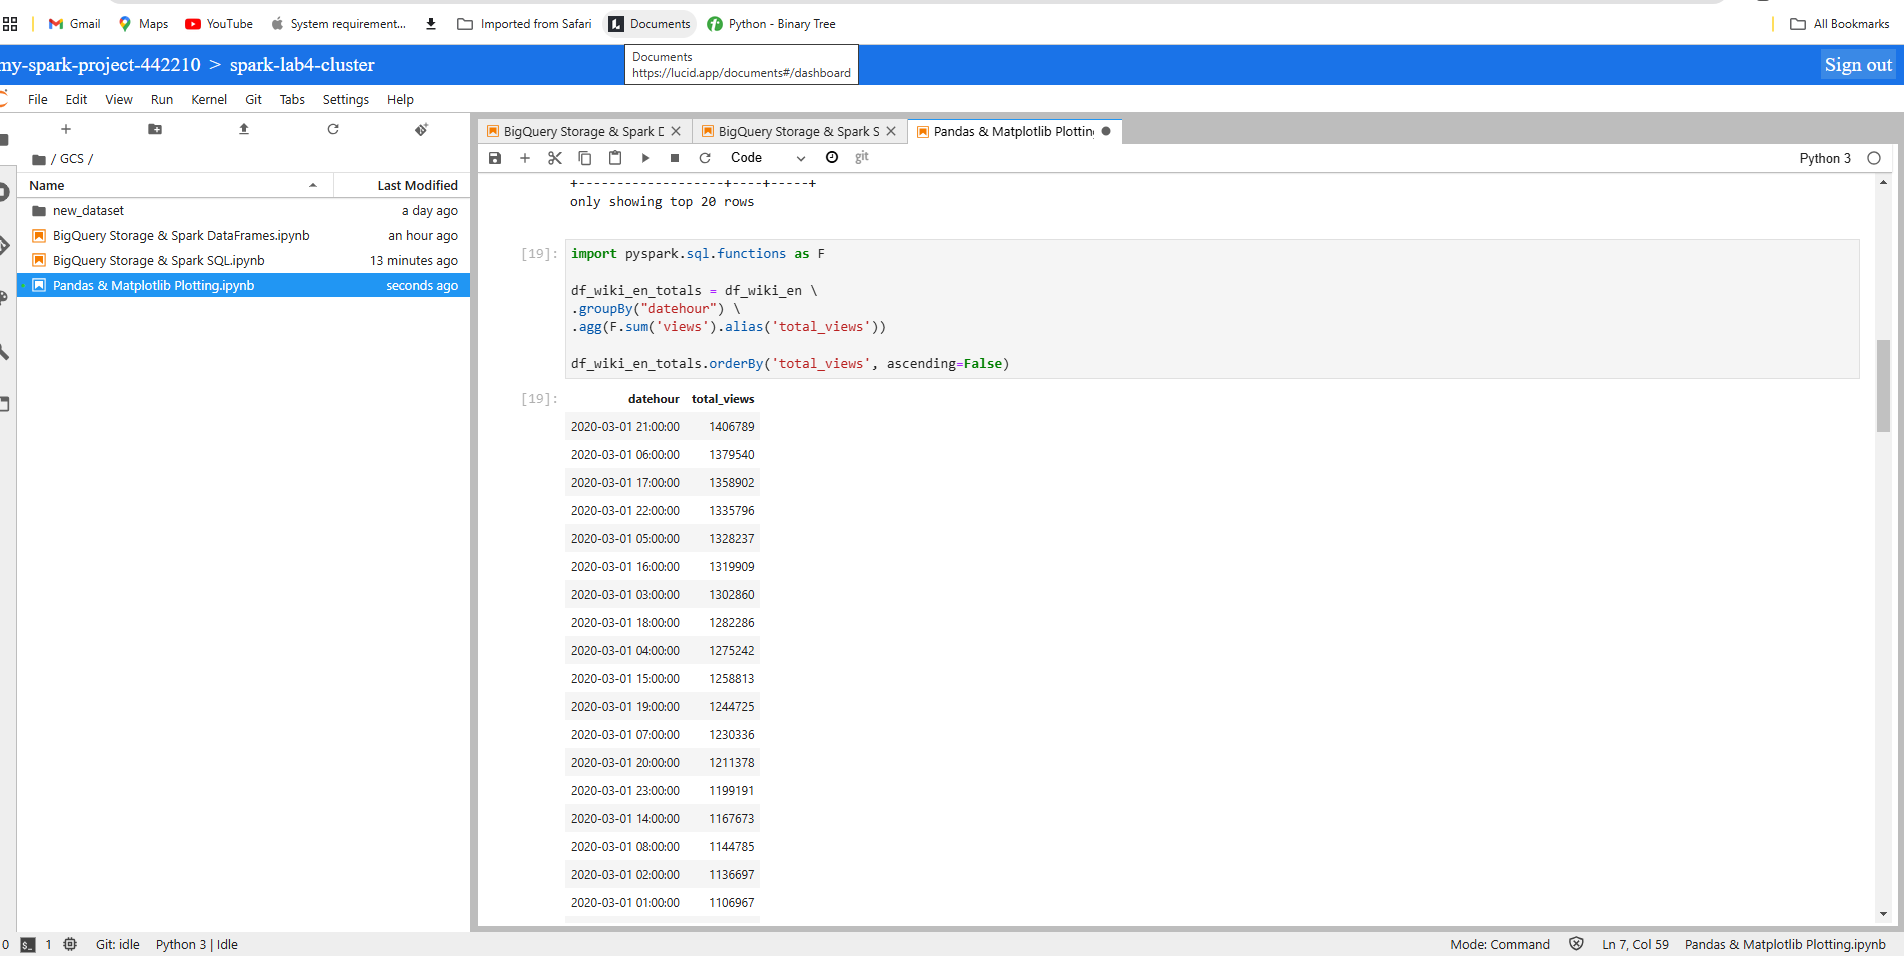 Gmail
Maps
YouTube
System requirement...
Imported from Safari
Documents
Python - Binary Tree
All Bookmarks
my-spark-project-442210 > spark-lab4-cluster
Documents
https://lucid.app/documents#/dashboard
Sign out
File Edit View Run Kernel Git Tabs Settings Help
/ GCS /
Name Last Modified
new_dataset a day ago
BigQuery Storage & Spark DataFrames.ipynb an hour ago
BigQuery Storage & Spark SQL.ipynb 13 minutes ago
Pandas & Matplotlib Plotting.ipynb seconds ago
BigQuery Storage & Spark D
BigQuery Storage & Spark S
Pandas & Matplotlib Plottin
Code
git
Python 3
+-------------------+----+-----+
only showing top 20 rows
[19]:
import pyspark.sql.functions as F
df_wiki_en_totals = df_wiki_en \
.groupBy("datehour") \
.agg(F.sum('views').alias('total_views'))
df_wiki_en_totals.orderBy('total_views', ascending=False)
[19]:
datehour total_views
2020-03-01 21:00:00 1406789
2020-03-01 06:00:00 1379540
2020-03-01 17:00:00 1358902
2020-03-01 22:00:00 1335796
2020-03-01 05:00:00 1328237
2020-03-01 16:00:00 1319909
2020-03-01 03:00:00 1302860
2020-03-01 18:00:00 1282286
2020-03-01 04:00:00 1275242
2020-03-01 15:00:00 1258813
2020-03-01 19:00:00 1244725
2020-03-01 07:00:00 1230336
2020-03-01 20:00:00 1211378
2020-03-01 23:00:00 1199191
2020-03-01 14:00:00 1167673
2020-03-01 08:00:00 1144785
2020-03-01 02:00:00 1136697
2020-03-01 01:00:00 1106967
0 $_ 1 Git: idle Python 3 | Idle
Mode: Command Ln 7, Col 59 Pandas & Matplotlib Plotting.ipynb